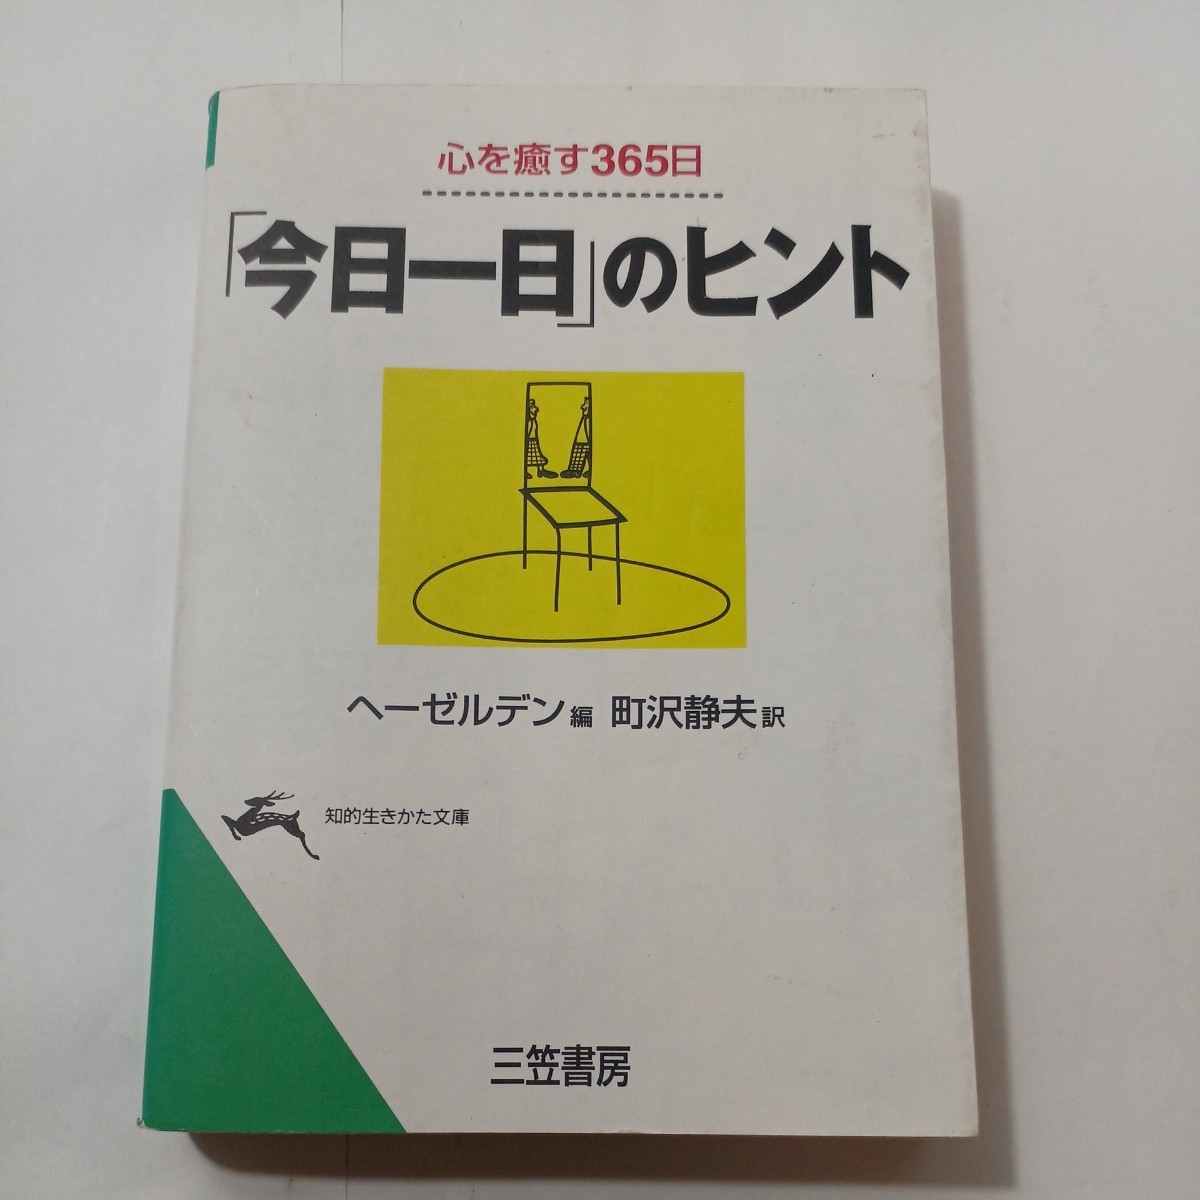 心を癒す365日
「今日一日」のヒント
ヘーゼルデン編 町沢静夫訳
知的生きかた文庫
三笠書房